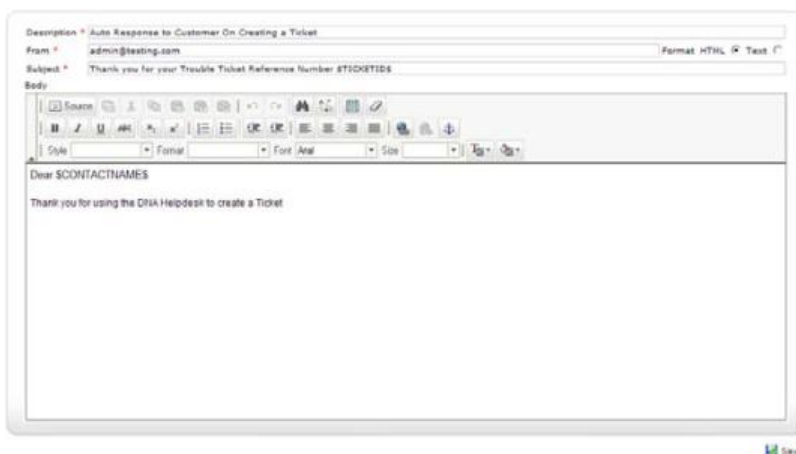 Description * Auto Response to Customer On Creating a Ticket
From * admin@testing.com Format HTML Text
Subject * Thank you for your Trouble Ticket Reference Number $TICKETID$
Body
Source
B I U ABC
Style Format Font Arial Size
Dear $CONTACTNAME$
Thank you for using the DNA Helpdesk to create a Ticket